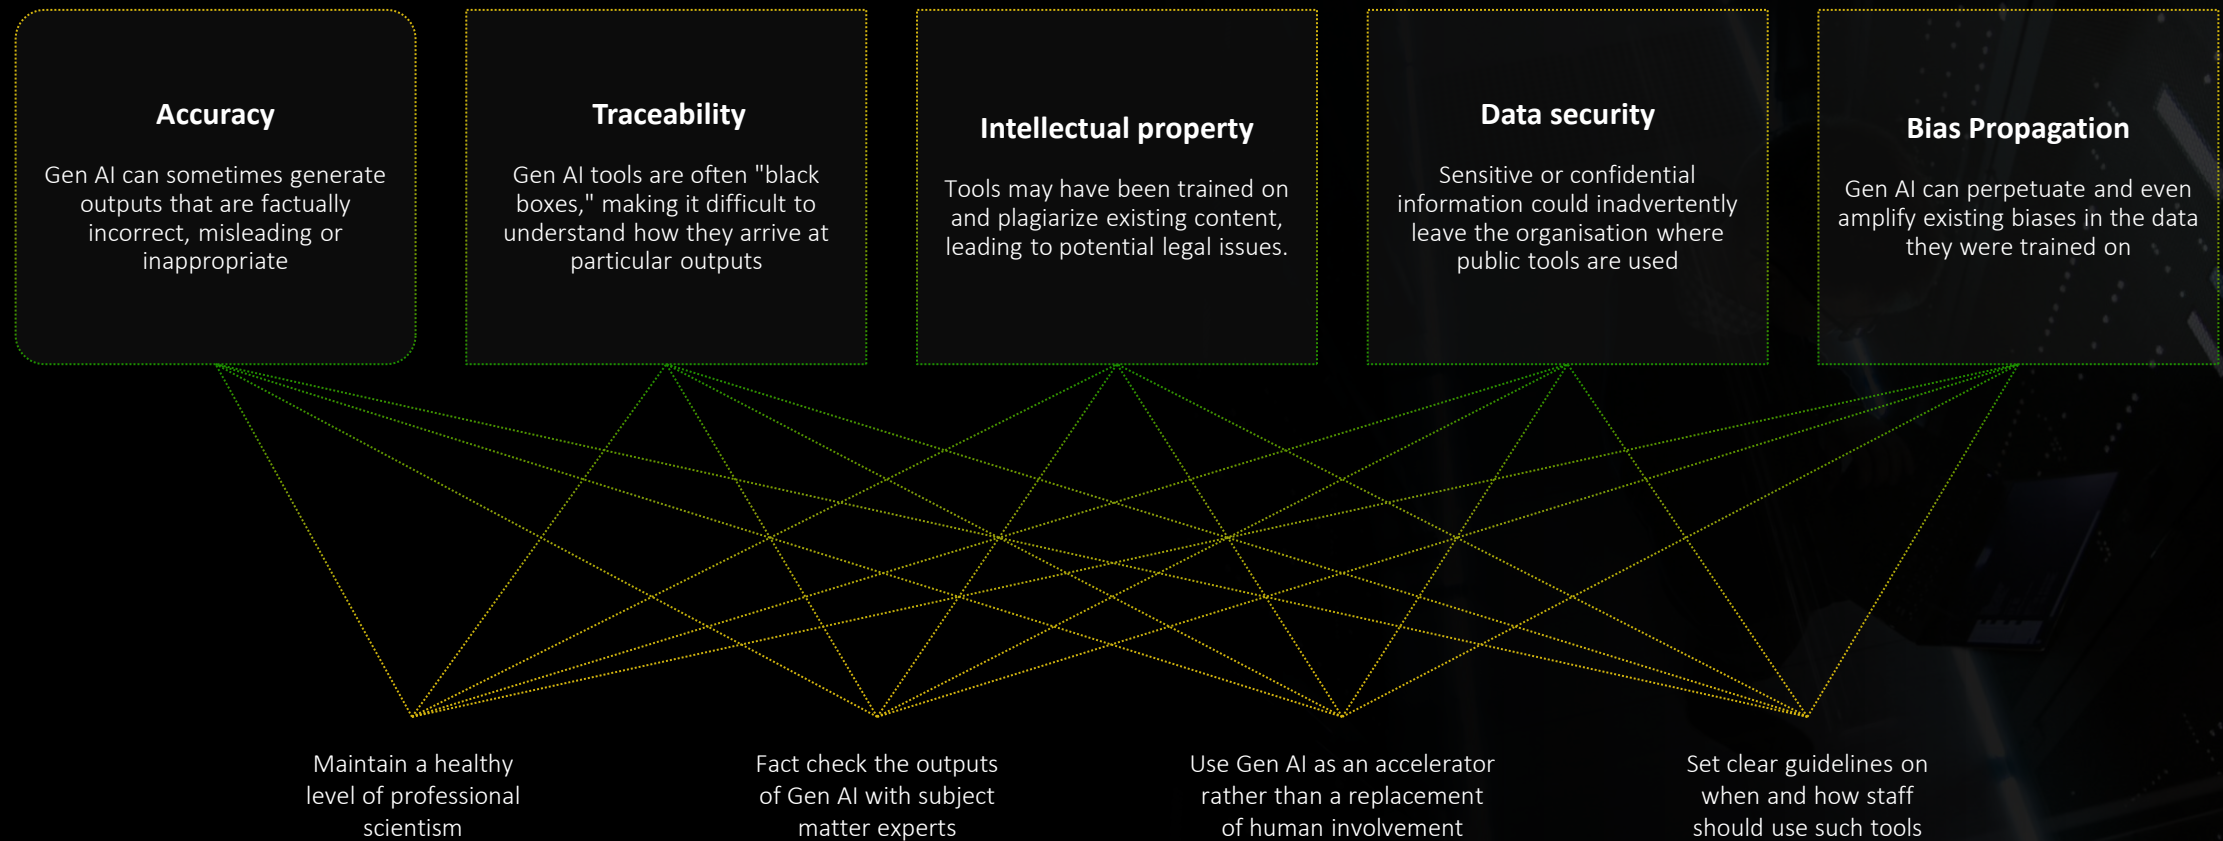 Accuracy
Gen AI can sometimes generate
outputs that are factually
incorrect, misleading or
inappropriate
Traceability
Gen AI tools are often "black
boxes," making it difficult to
understand how they arrive at
particular outputs
Intellectual property
Tools may have been trained on
and plagiarize existing content,
leading to potential legal issues.
Data security
Sensitive or confidential
information could inadvertently
leave the organisation where
public tools are used
Bias Propagation
Gen AI can perpetuate and even
amplify existing biases in the data
they were trained on
Maintain a healthy
level of professional
scientism
Fact check the outputs
of Gen AI with subject
matter experts
Use Gen AI as an accelerator
rather than a replacement
of human involvement
Set clear guidelines on
when and how staff
should use such tools